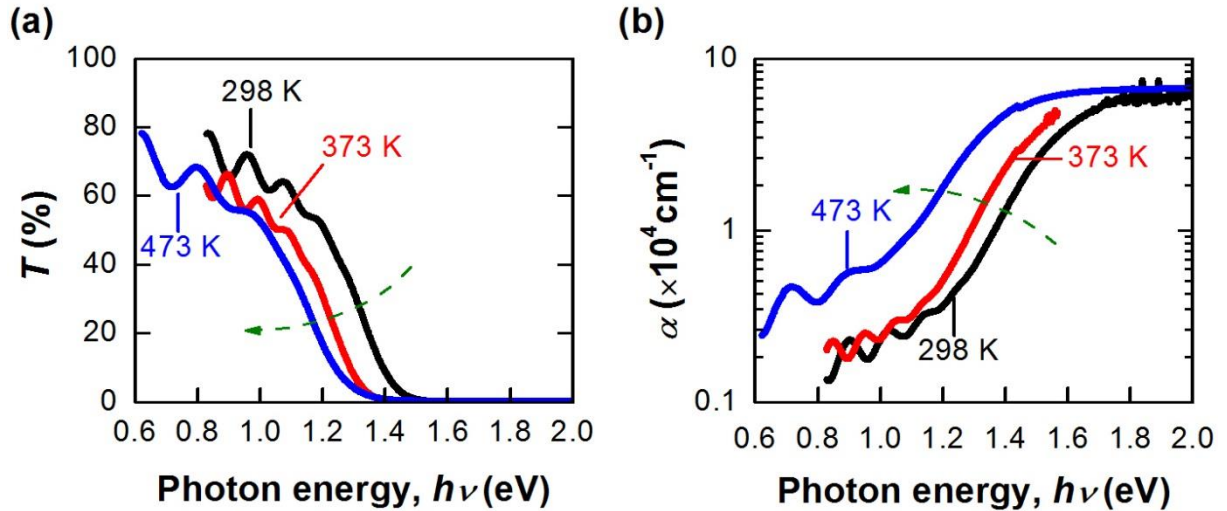 (a)
100
80
60
40
20
0
T (%)
298 K
373 K
473 K
0.6 0.8 1.0 1.2 1.4 1.6 1.8 2.0
Photon energy, hν (eV)
(b)
10
1
0.1
α (×10⁴cm⁻¹)
473 K
373 K
298 K
0.6 0.8 1.0 1.2 1.4 1.6 1.8 2.0
Photon energy, hν (eV)